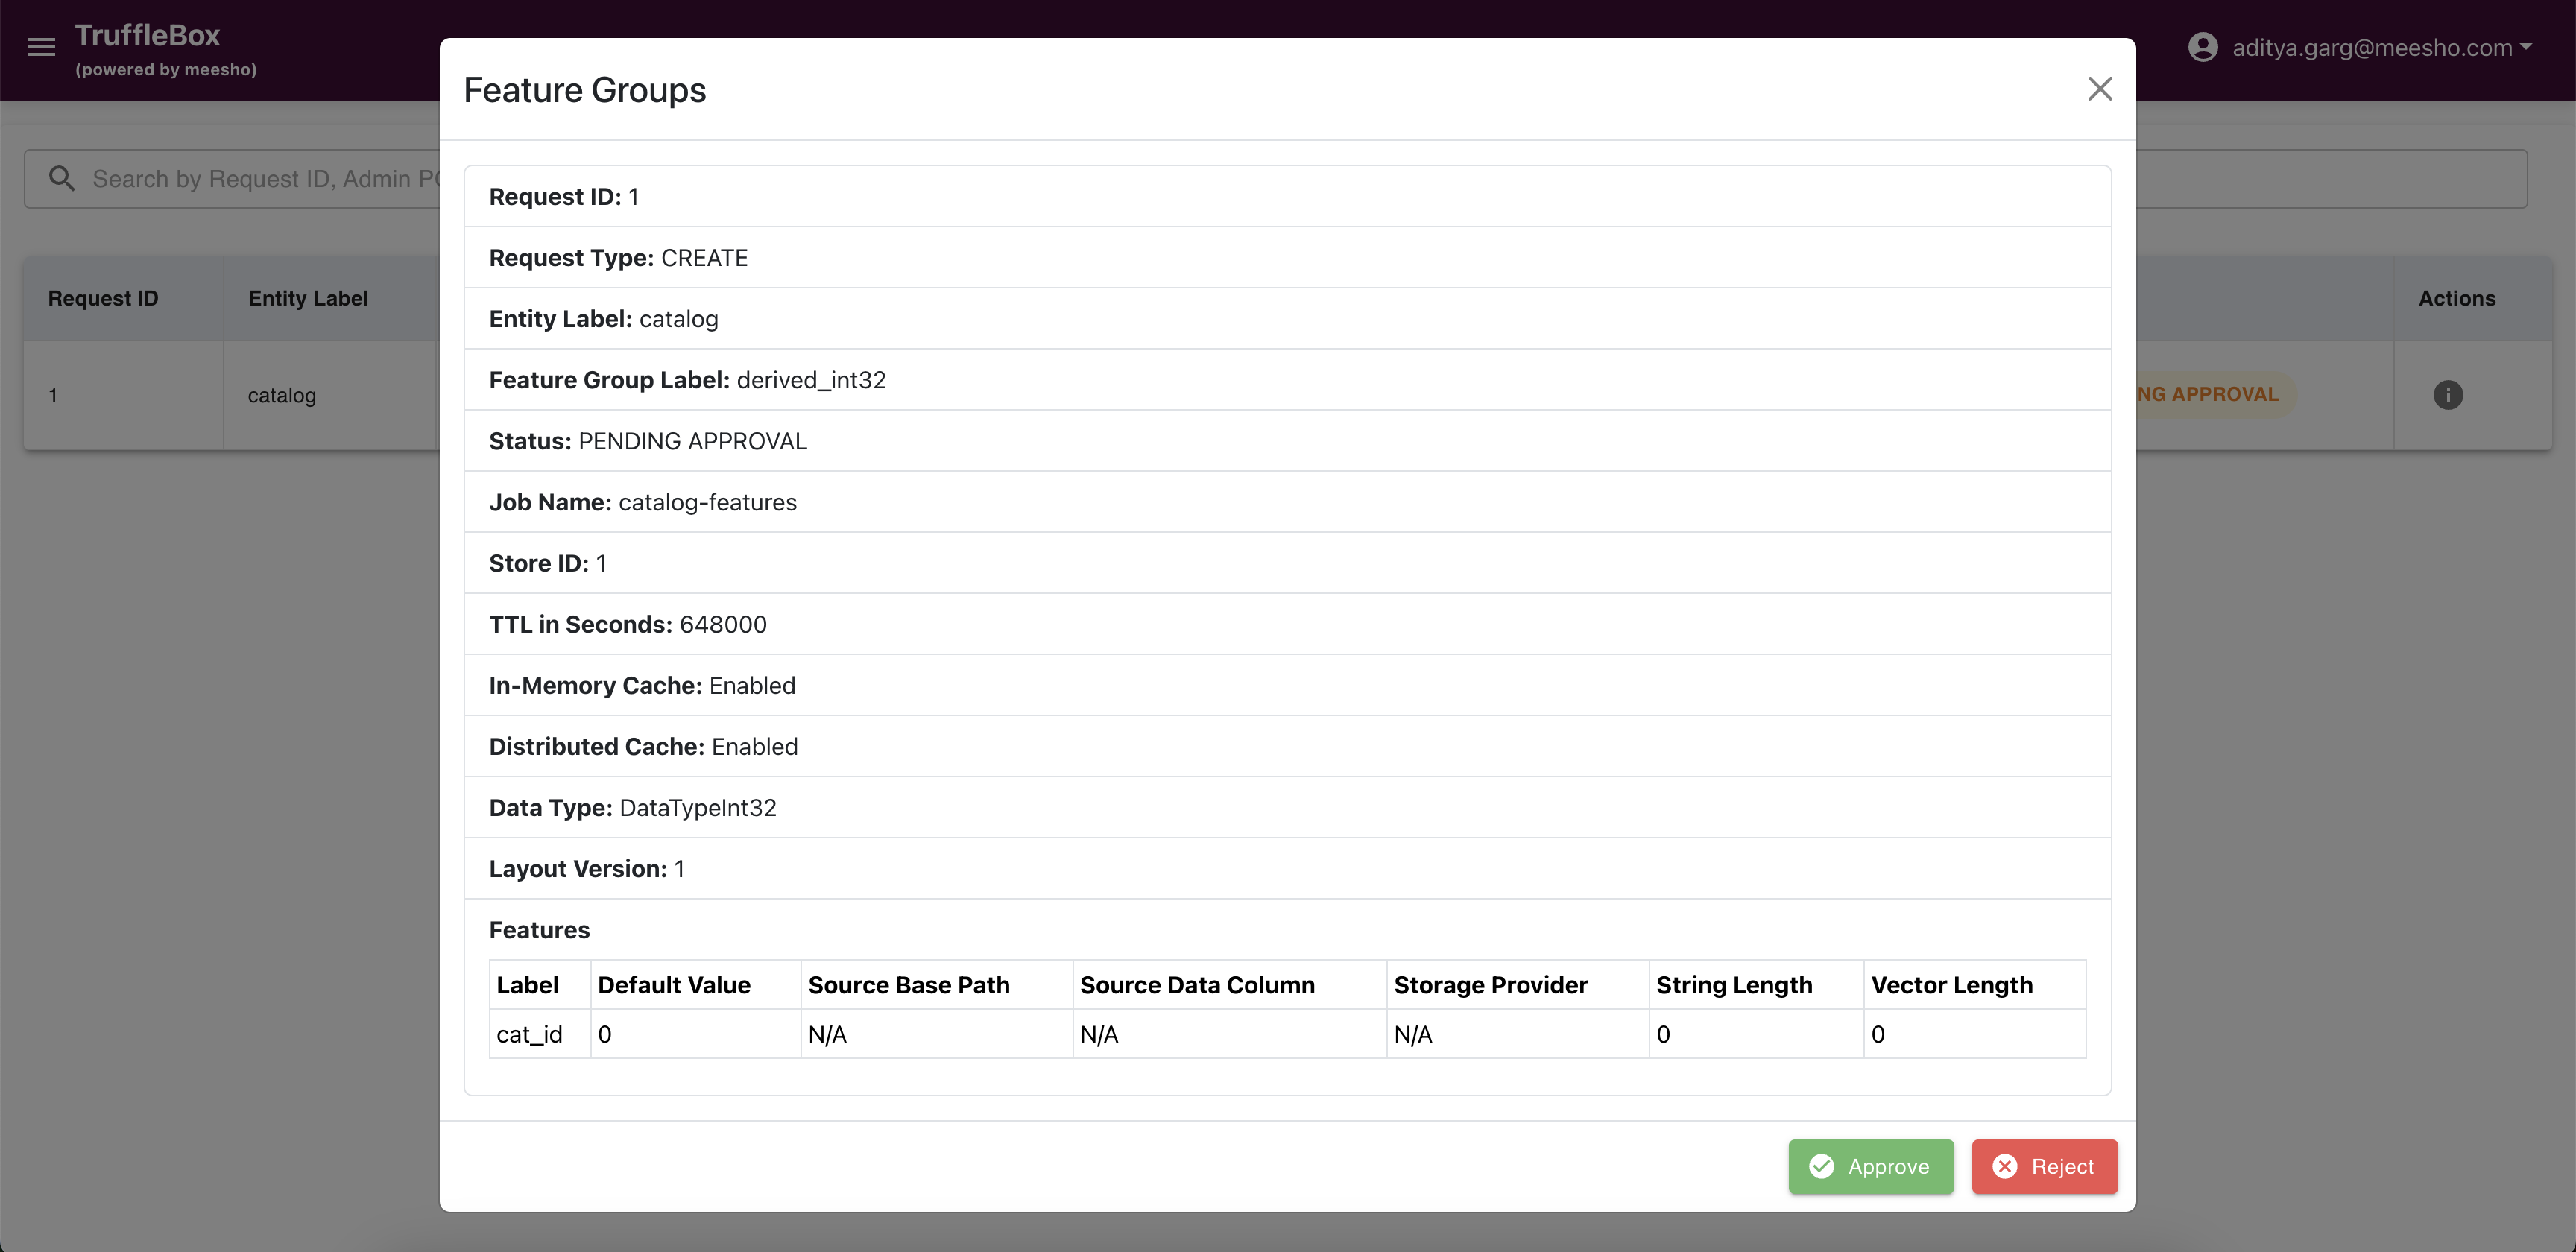 TruffleBox
(powered by meesho)
aditya.garg@meesho.com
Feature Groups
Search by Request ID, Admin
Request ID: 1
Request Type: CREATE
Entity Label: catalog
Feature Group Label: derived_int32
Status: PENDING APPROVAL
Job Name: catalog-features
Store ID: 1
TTL in Seconds: 648000
In-Memory Cache: Enabled
Distributed Cache: Enabled
Data Type: DataTypeInt32
Layout Version: 1
Features
Label Default Value Source Base Path Source Data Column Storage Provider String Length Vector Length
cat_id 0 N/A N/A N/A 0 0
Approve Reject
Request ID Entity Label Actions
1 catalog NG APPROVAL